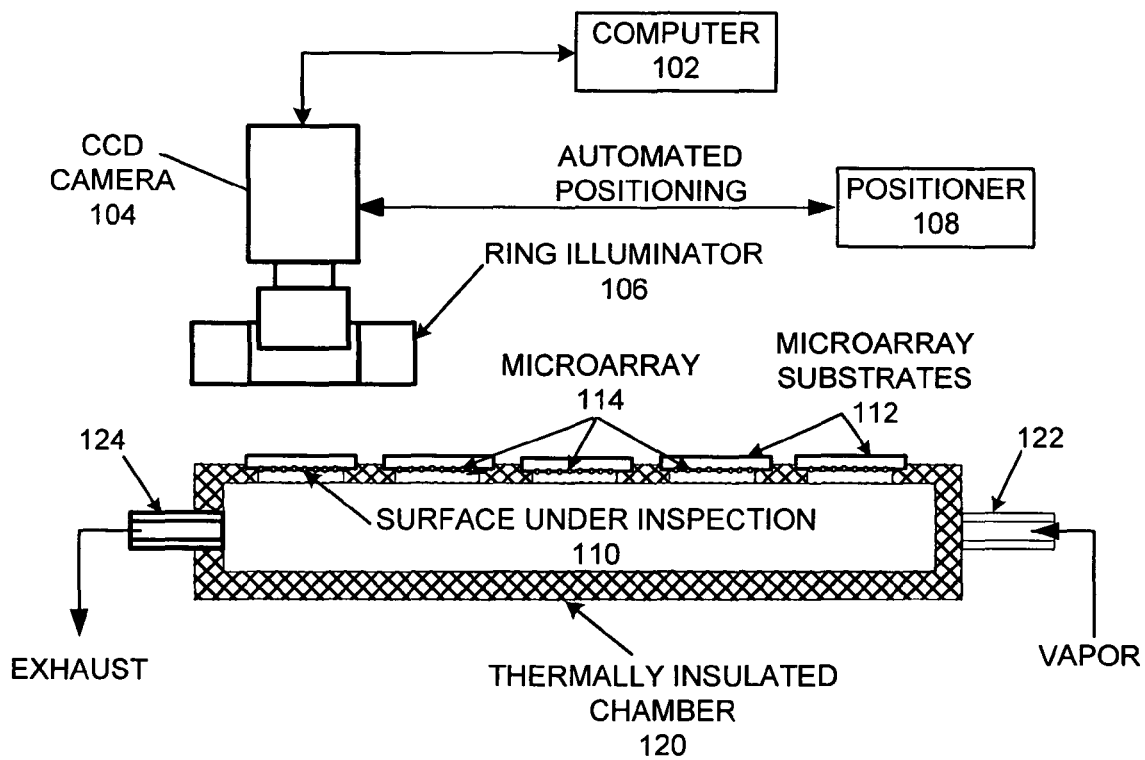 COMPUTER
102
CCD
CAMERA
104
AUTOMATED
POSITIONING
POSITIONER
108
RING ILLUMINATOR
106
MICROARRAY
114
MICROARRAY
SUBSTRATES
112
124
122
SURFACE UNDER INSPECTION
110
EXHAUST
VAPOR
THERMALLY INSULATED
CHAMBER
120